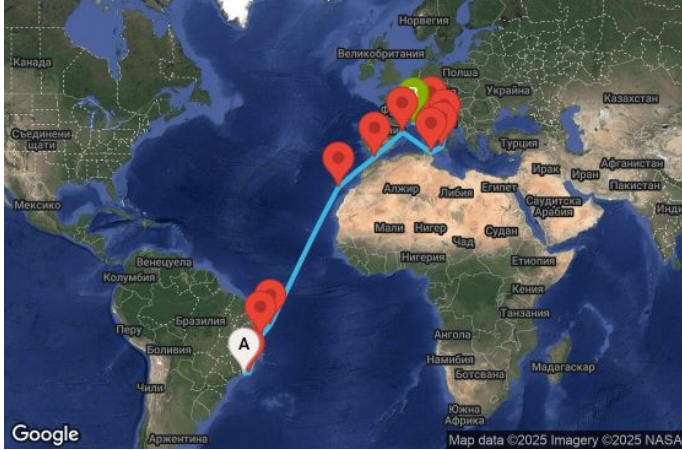 Норвегия
Канада
Великобритания
Полша
Украйна
Казахстан
Съединени
щати
Турция
Ирак
Афганистан
Иран
Пакистан
Алжир
Либия
Египет
Саудитска
Арабия
Инди
Мексико
Мали
Нигер
Чад
Судан
Венецуела
Нигерия
Етиопия
Колумбия
Кения
Перу
Бразилия
Танзания
A
Ангола
Боливия
Намибия
Ботсвана
Мадагаскар
Чили
Южна
Африка
Аржентина
Google
Map data ©2025 Imagery ©2025 NASA